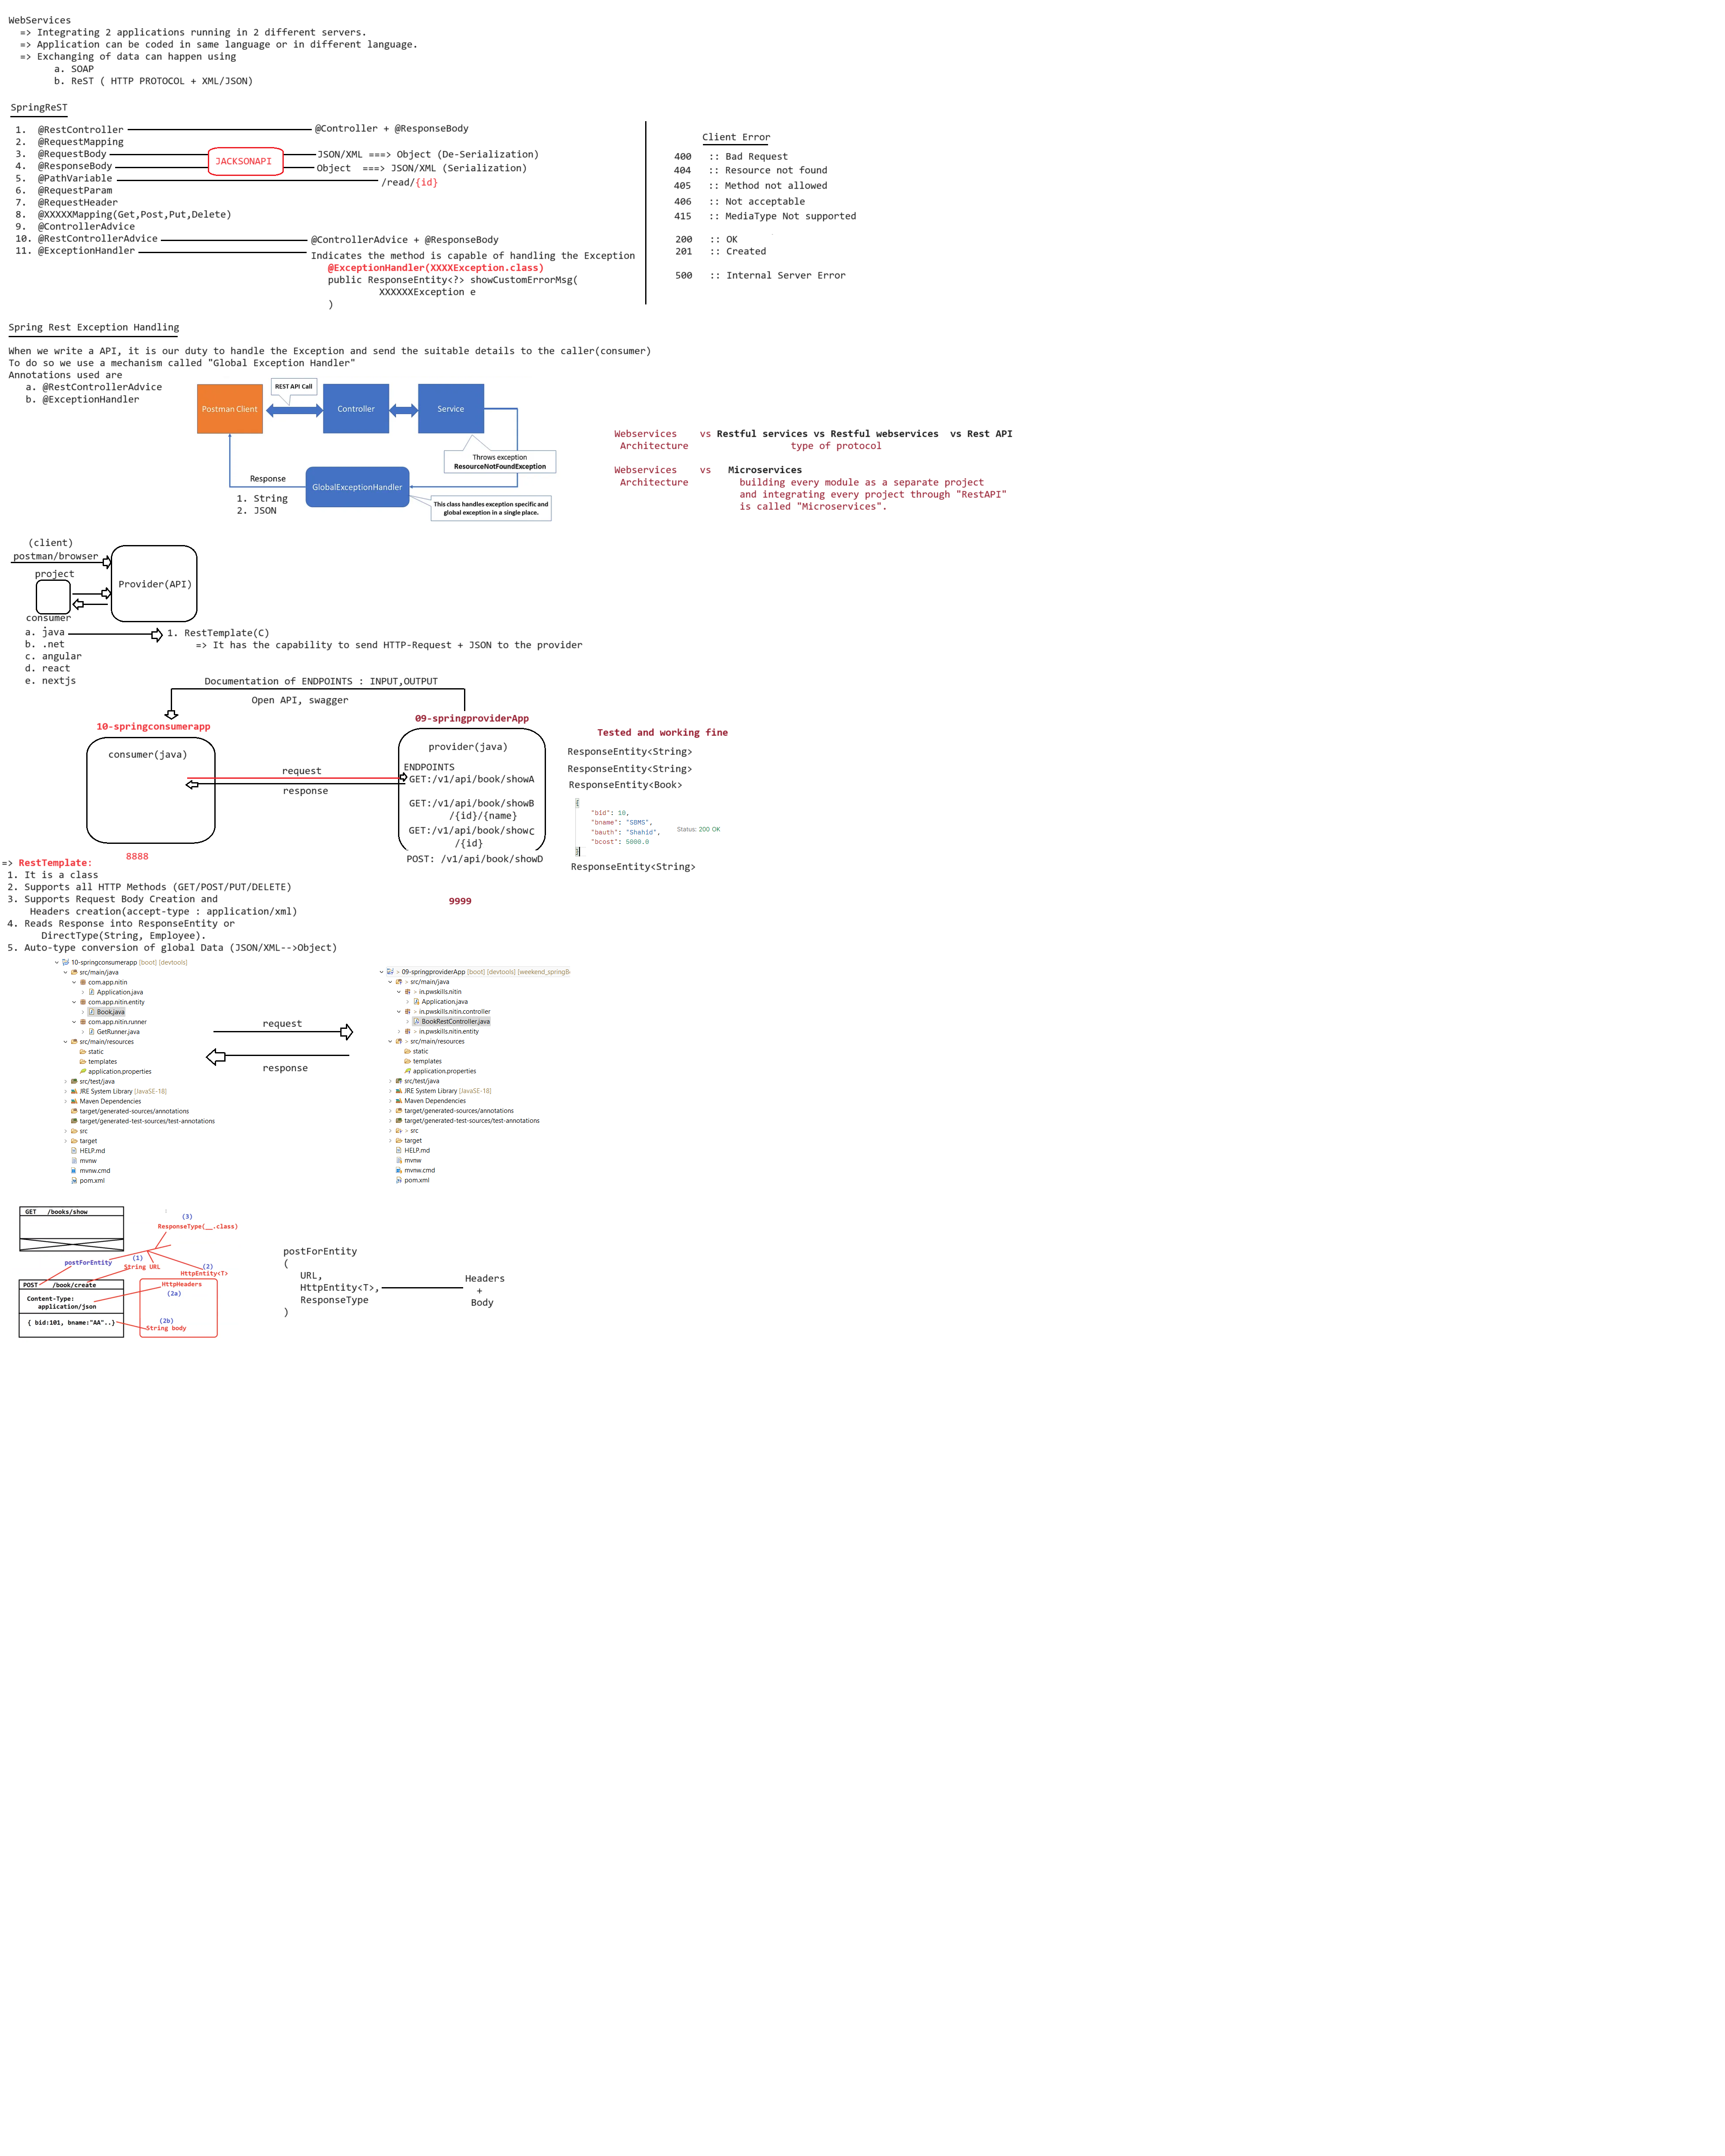 WebServices
=> Integrating 2 applications running in 2 different servers.
=> Application can be coded in same language or in different language.
=> Exchanging of data can happen using
a. SOAP
b. ReST ( HTTP PROTOCOL + XML/JSON)
SpringReST
1. @RestController
@Controller + @ResponseBody
2. @RequestMapping
3. @RequestBody
4. @ResponseBody
JACKSONAPI
JSON/XML ===> Object (De-Serialization)
Object ===> JSON/XML (Serialization)
5. @PathVariable
/read/{id}
6. @RequestParam
7. @RequestHeader
8. @XXXXXMapping(Get,Post,Put,Delete)
9. @ControllerAdvice
10. @RestControllerAdvice
@ControllerAdvice + @ResponseBody
11. @ExceptionHandler
Indicates the method is capable of handling the Exception
@ExceptionHandler(XXXXException.class)
public ResponseEntity<?> showCustomErrorMsg(
XXXXXXException e
)
Client Error
400 :: Bad Request
404 :: Resource not found
405 :: Method not allowed
406 :: Not acceptable
415 :: MediaType Not supported
200 :: OK
201 :: Created
500 :: Internal Server Error
Spring Rest Exception Handling
When we write a API, it is our duty to handle the Exception and send the suitable details to the caller(consumer)
To do so we use a mechanism called "Global Exception Handler"
Annotations used are
a. @RestControllerAdvice
b. @ExceptionHandler
REST API Call
Postman Client
Controller
Service
Throws exception
ResourceNotFoundException
Response
GlobalExceptionHandler
1. String
2. JSON
This class handles exception specific and
global exception in a single place.
Webservices vs Restful services vs Restful webservices vs Rest API
Architecture type of protocol
Webservices vs Microservices
Architecture building every module as a separate project
and integrating every project through "RestAPI"
is called "Microservices".
(client)
postman/browser
project
Provider(API)
consumer
a. java
b. .net
c. angular
d. react
e. nextjs
1. RestTemplate(C)
=> It has the capability to send HTTP-Request + JSON to the provider
Documentation of ENDPOINTS : INPUT,OUTPUT
Open API, swagger
10-springconsumerapp
09-springproviderApp
consumer(java)
provider(java)
ENDPOINTS
request
GET:/v1/api/book/showA
response
GET:/v1/api/book/showB
/{id}/{name}
GET:/v1/api/book/showC
/{id}
POST: /v1/api/book/showD
Tested and working fine
ResponseEntity<String>
ResponseEntity<String>
ResponseEntity<Book>
{
"bid": 10,
"bname": "SBMS",
"bauth": "Shahid",
"bcost": 5000.0
}
Status: 200 OK
ResponseEntity<String>
8888
9999
=> RestTemplate:
1. It is a class
2. Supports all HTTP Methods (GET/POST/PUT/DELETE)
3. Supports Request Body Creation and
Headers creation(accept-type : application/xml)
4. Reads Response into ResponseEntity or
DirectType(String, Employee).
5. Auto-type conversion of global Data (JSON/XML-->Object)
10-springconsumerapp [boot] [devtools]
src/main/java
com.app.nitin
Application.java
com.app.nitin.entity
Book.java
com.app.nitin.runner
GetRunner.java
src/main/resources
static
templates
application.properties
src/test/java
JRE System Library [JavaSE-18]
Maven Dependencies
target/generated-sources/annotations
target/generated-test-sources/test-annotations
src
target
HELP.md
mvnw
mvnw.cmd
pom.xml
request
response
> 09-springproviderApp [boot] [devtools] [weekend_springB
> src/main/java
> in.pwskills.nitin
Application.java
> in.pwskills.nitin.controller
BookRestController.java
> in.pwskills.nitin.entity
> src/main/resources
static
templates
application.properties
src/test/java
JRE System Library [JavaSE-18]
Maven Dependencies
target/generated-sources/annotations
target/generated-test-sources/test-annotations
> src
target
HELP.md
mvnw
mvnw.cmd
pom.xml
GET /books/show
(3)
ResponseType(__.class)
postForEntity
(1)
String URL
(2)
HttpEntity<T>
POST /book/create
Content-Type:
application/json
{ bid:101, bname:"AA"..}
HttpHeaders
(2a)
(2b)
String body
postForEntity
(
URL,
HttpEntity<T>,
ResponseType
)
Headers
+
Body